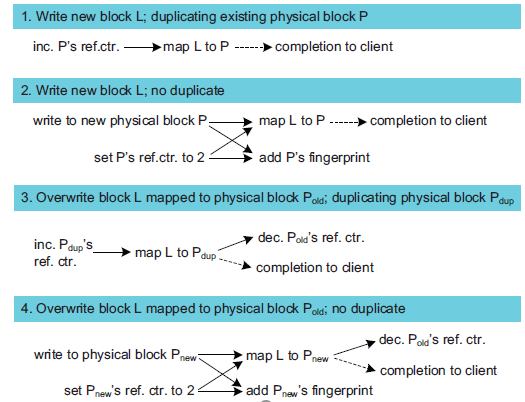 1. Write new block L; duplicating existing physical block P
inc. P's ref.ctr. map L to P completion to client
2. Write new block L; no duplicate
write to new physical block P map L to P completion to client
set P's ref.ctr. to 2 add P's fingerprint
3. Overwrite block L mapped to physical block Pold; duplicating physical block Pdup
inc. Pdup's
ref. ctr.
map L to Pdup
dec. Pold's ref. ctr.
completion to client
4. Overwrite block L mapped to physical block Pold; no duplicate
write to physical block Pnew map L to Pnew
dec. Pold's ref. ctr.
completion to client
set Pnew's ref. ctr. to 2 add Pnew's fingerprint